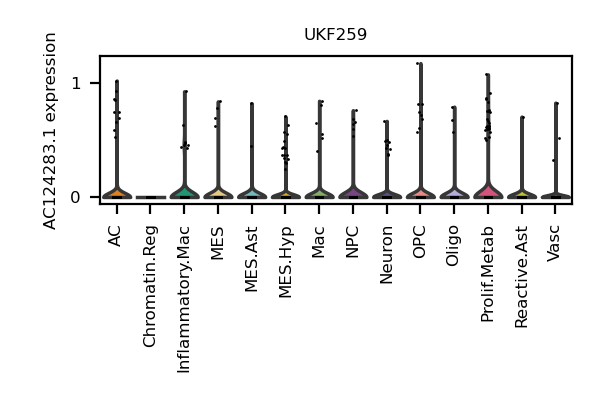 UKF259
AC124283.1 expression
1
0
AC
Chromatin.Reg
Inflammatory.Mac
MES
MES.Ast
MES.Hyp
Mac
NPC
Neuron
OPC
Oligo
Prolif.Metab
Reactive.Ast
Vasc